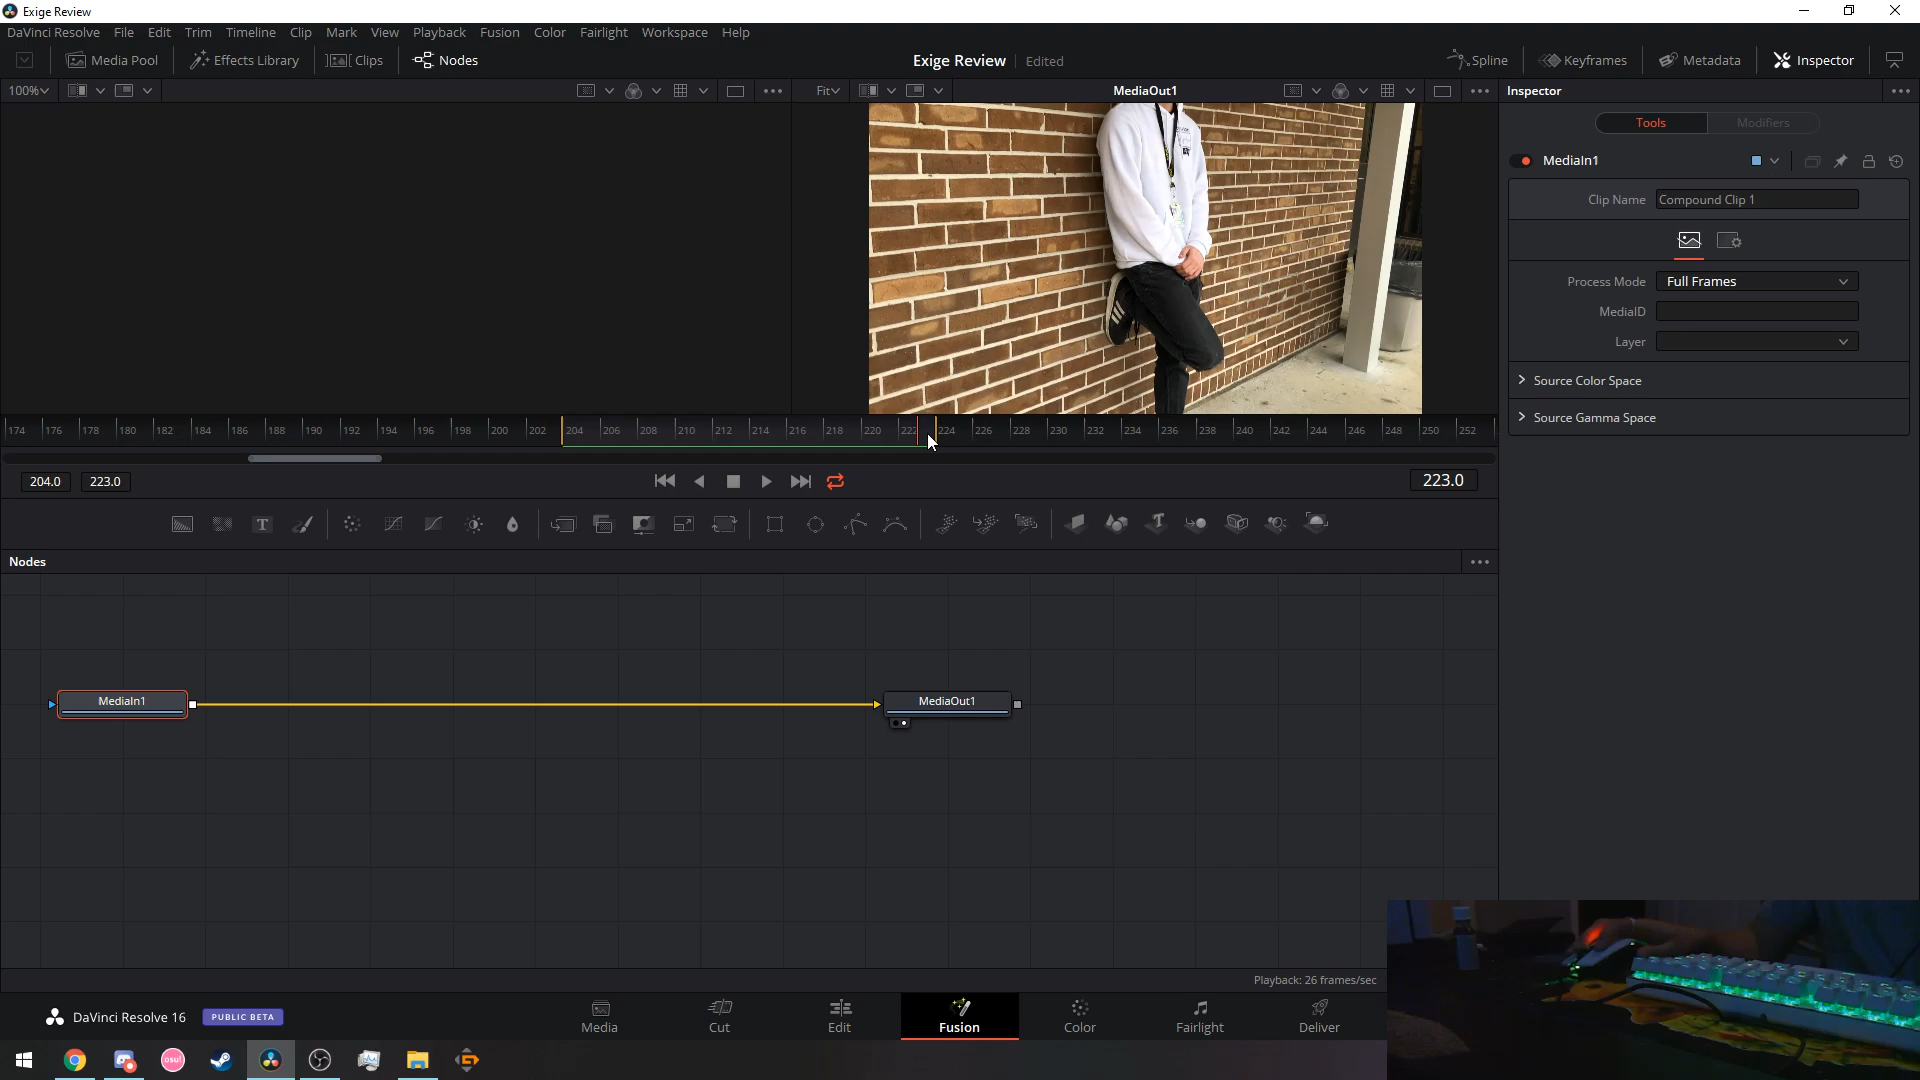 Exige Review
DaVinci Resolve File Edit Trim Timeline Clip Mark View Playback Fusion Color Fairlight Workspace Help
Media Pool Effects Library Clips Nodes Exige Review Edited Spline Keyframes Metadata Inspector
100% Fit MediaOut1 Inspector
Tools Modifiers
MediaIn1
Clip Name Compound Clip 1
Process Mode Full Frames
MediaID
Layer
Source Color Space
Source Gamma Space
174 176 178 180 182 184 186 188 190 192 194 196 198 200 202 204 206 208 210 212 214 216 218 220 222 224 226 228 230 232 234 236 238 240 242 244 246 248 250 252
204.0 223.0 223.0
T
Nodes
MediaIn1 MediaOut1
Playback: 26 frames/sec
DaVinci Resolve 16 PUBLIC BETA Media Cut Edit Fusion Color Fairlight Deliver
osu!